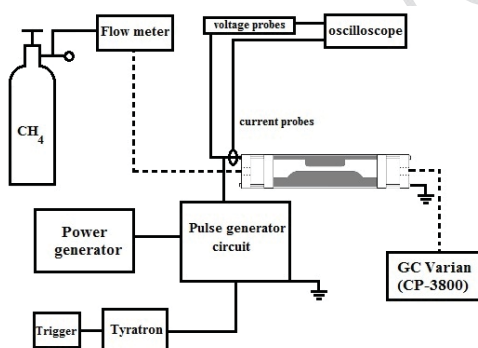 Flow meter
voltage probes
oscilloscope
CH4
current probes
Power
generator
Pulse generator
circuit
GC Varian
(CP-3800)
Trigger
Tyratron